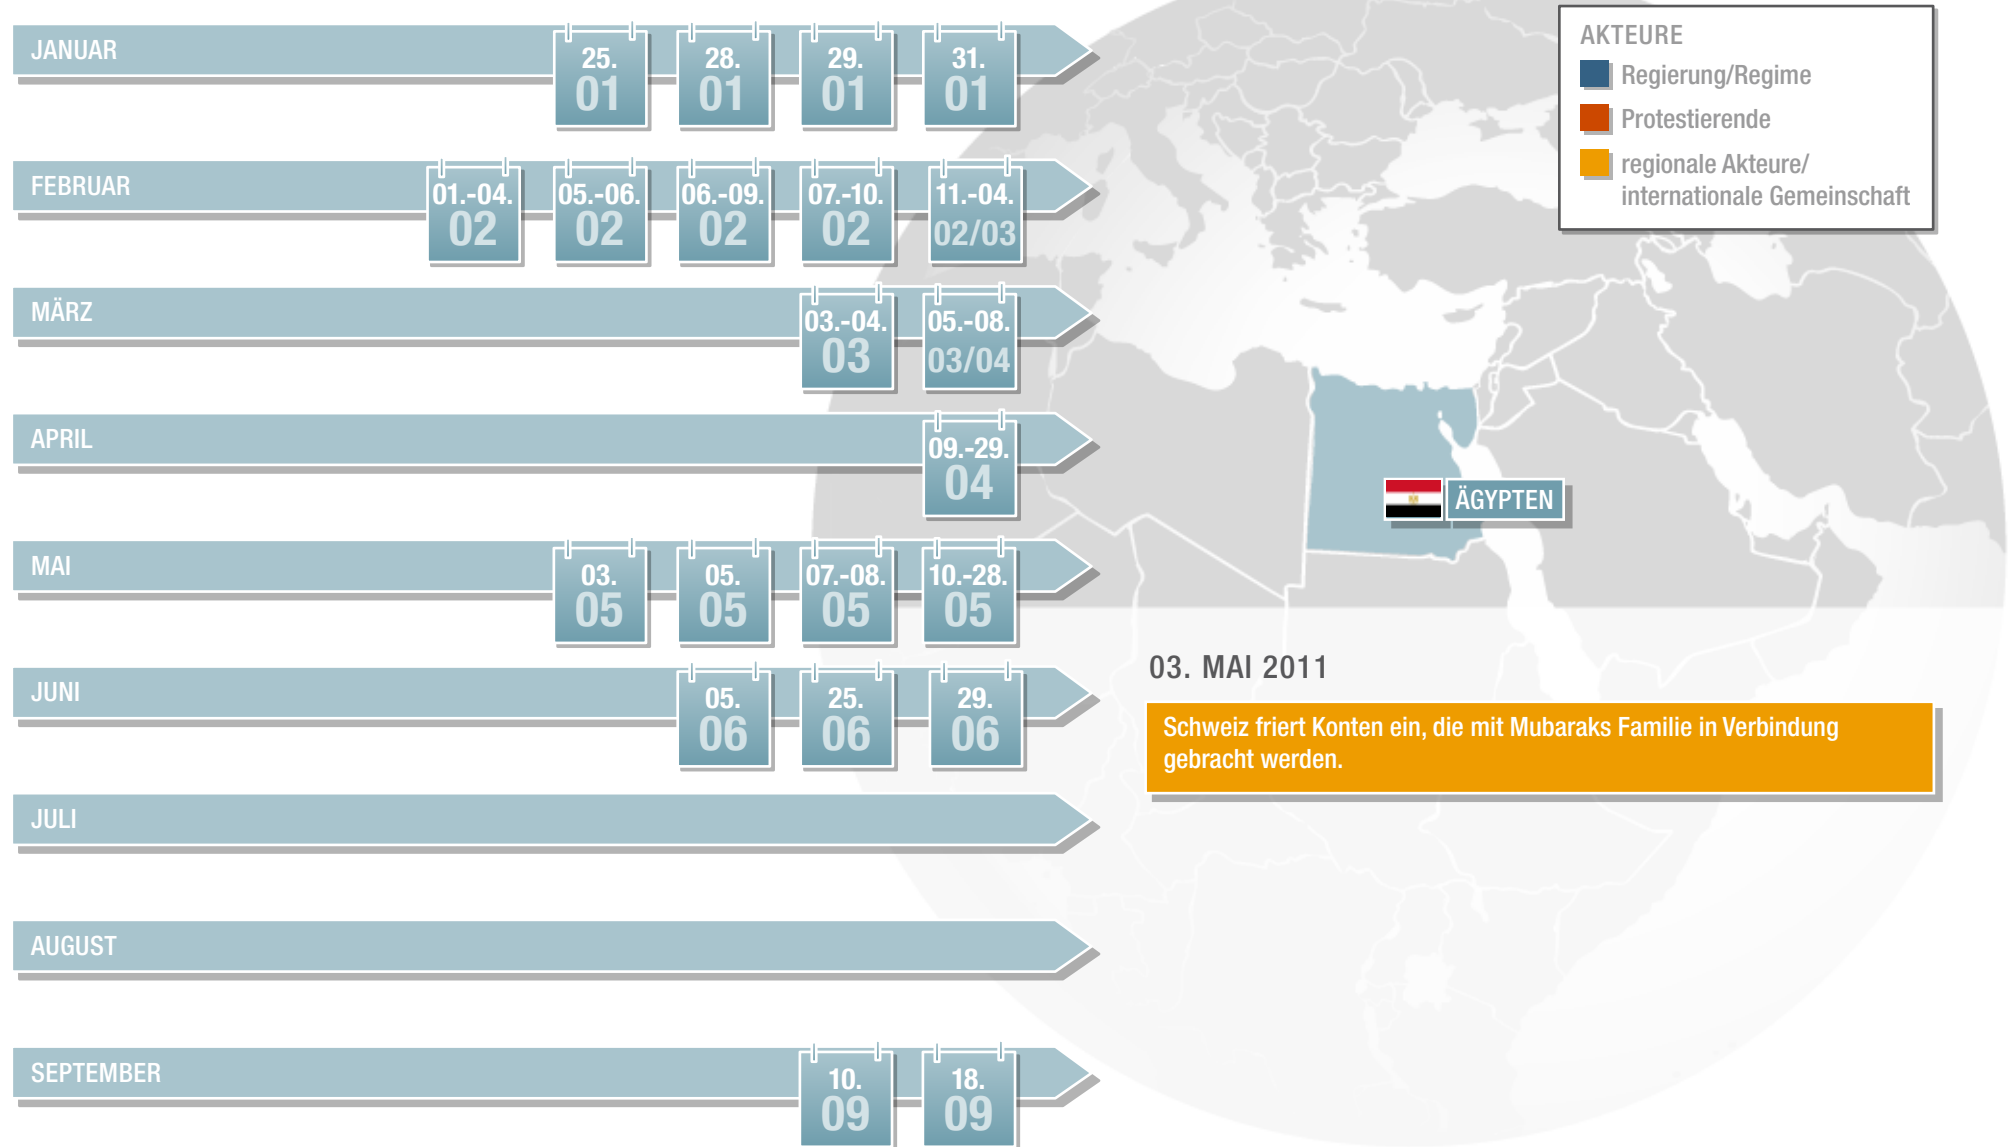 JANUAR
25.
01
28.
01
29.
01
31.
01
FEBRUAR
01.-04.
02
05.-06.
02
06.-09.
02
07.-10.
02
11.-04.
02/03
MÄRZ
03.-04.
03
05.-08.
03/04
APRIL
09.-29.
04
MAI
03.
05
05.
05
07.-08.
05
10.-28.
05
JUNI
05.
06
25.
06
29.
06
JULI
AUGUST
SEPTEMBER
10.
09
18.
09
AKTEURE
Regierung/Regime
Protestierende
regionale Akteure/
internationale Gemeinschaft
ÄGYPTEN
03. MAI 2011
Schweiz friert Konten ein, die mit Mubaraks Familie in Verbindung
gebracht werden.